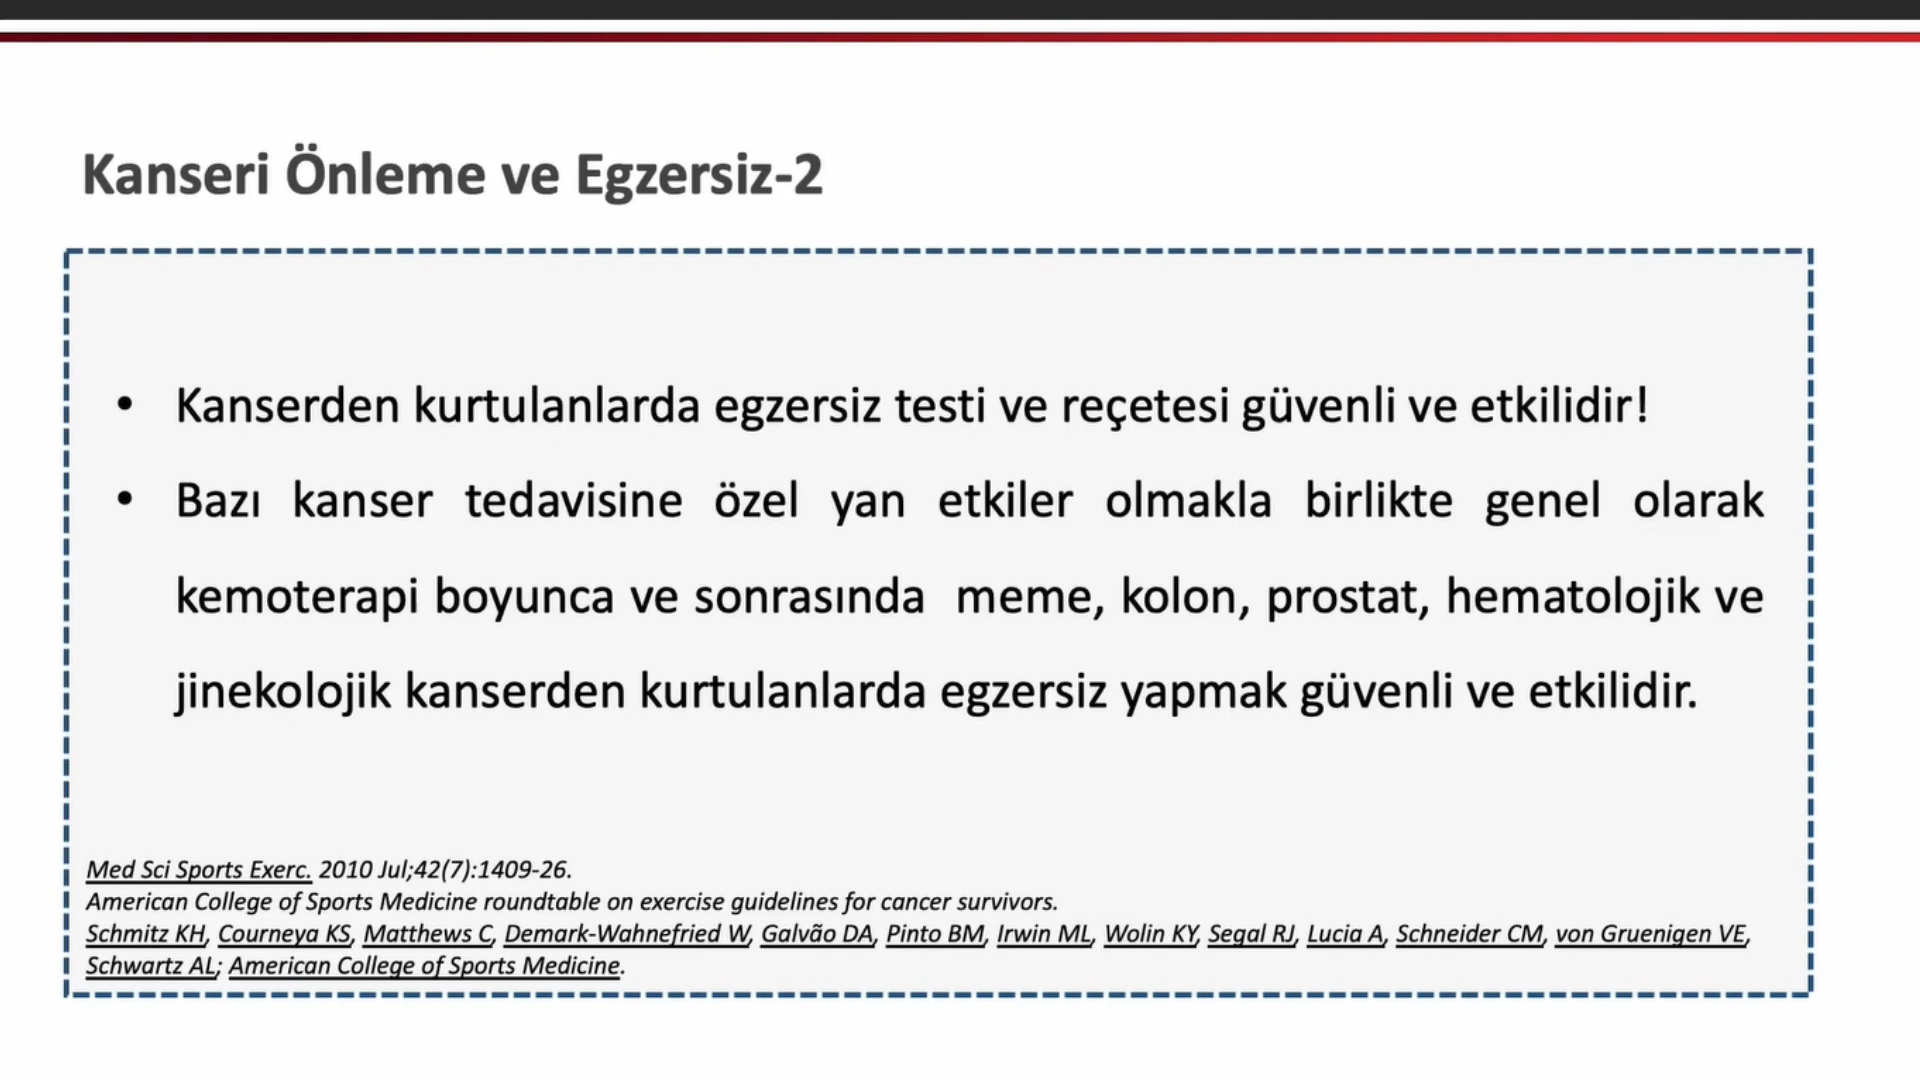 Kanseri Önleme ve Egzersiz-2
• Kanserden kurtulanlarda egzersiz testi ve reçetesi güvenli ve etkilidir!
• Bazı kanser tedavisine özel yan etkiler olmakla birlikte genel olarak
kemoterapi boyunca ve sonrasında meme, kolon, prostat, hematolojik ve
jinekolojik kanserden kurtulanlarda egzersiz yapmak güvenli ve etkilidir.
Med Sci Sports Exerc. 2010 Jul;42(7):1409-26.
American College of Sports Medicine roundtable on exercise guidelines for cancer survivors.
Schmitz KH, Courneya KS, Matthews C, Demark-Wahnefried W, Galvão DA, Pinto BM, Irwin ML, Wolin KY, Segal RJ, Lucia A, Schneider CM, von Gruenigen VE,
Schwartz AL; American College of Sports Medicine.